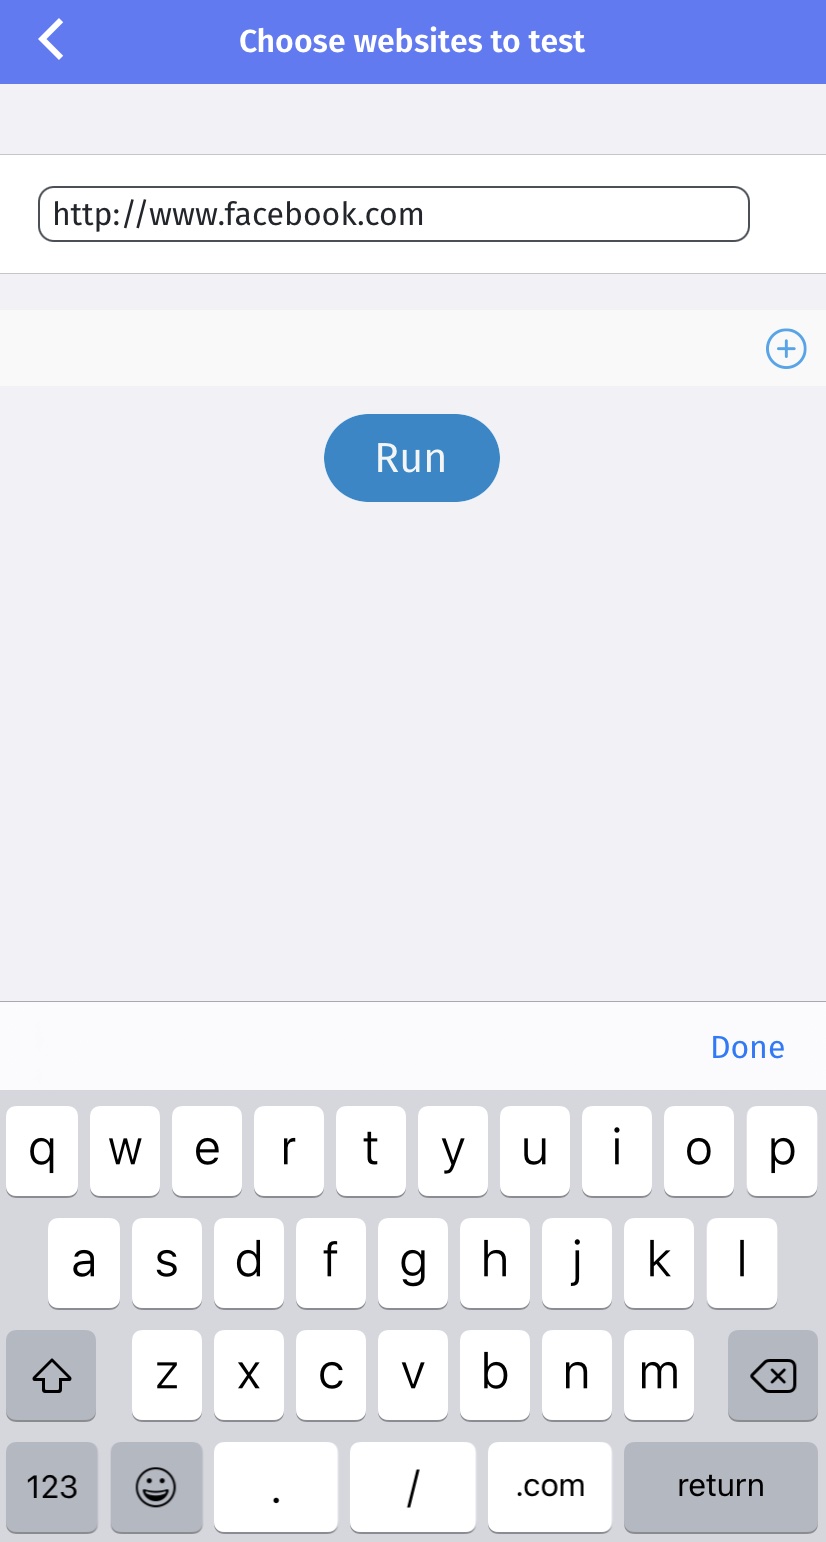 Choose websites to test
http://www.facebook.com
Run
Done
q w e r t y u i o p
a s d f g h j k l
z x c v b n m
123 . / .com return